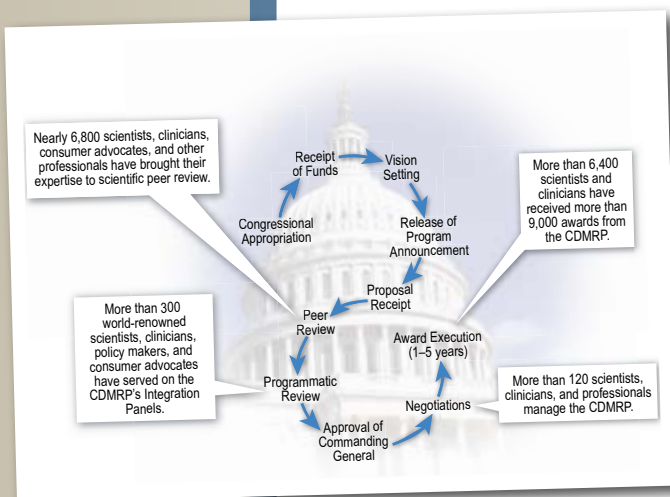 Nearly 6,800 scientists, clinicians,
consumer advocates, and other
professionals have brought their
expertise to scientific peer review.
Receipt
of Funds
Vision
Setting
More than 6,400
scientists and
clinicians have
received more than
9,000 awards from
the CDMRP.
Congressional
Appropriation
Release of
Program
Announcement
Proposal
Receipt
Peer
Review
Award Execution
(1–5 years)
More than 300
world-renowned
scientists, clinicians,
policy makers, and
consumer advocates
have served on the
CDMRP's Integration
Panels.
Programmatic
Review
Negotiations
More than 120 scientists,
clinicians, and professionals
manage the CDMRP.
Approval of
Commanding
General